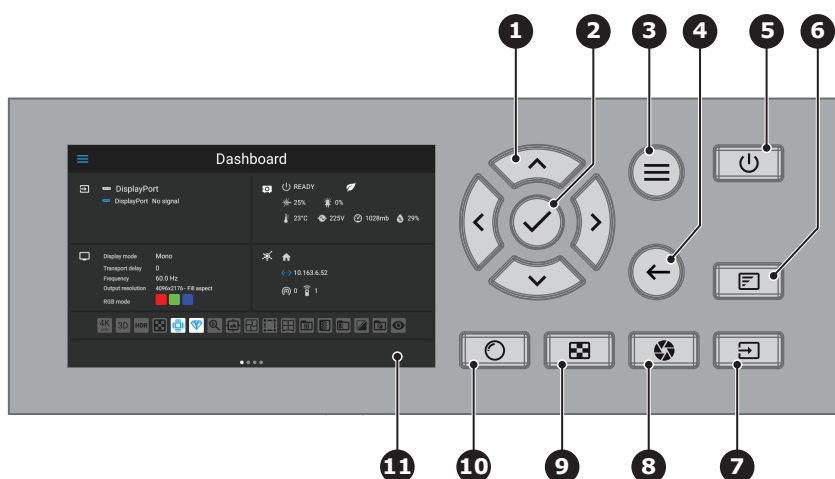 1 2 3 4 5 6
Dashboard
DisplayPort
DisplayPort No signal
READY
25% 0%
23°C 225V 1028mb 29%
Display mode Mono
Transport delay 0
Frequency 60.0 Hz
Output resolution 4096x2176 - Fill aspect
RGB mode
10.163.6.52
0 1
4K 3D HDR
11 10 9 8 7